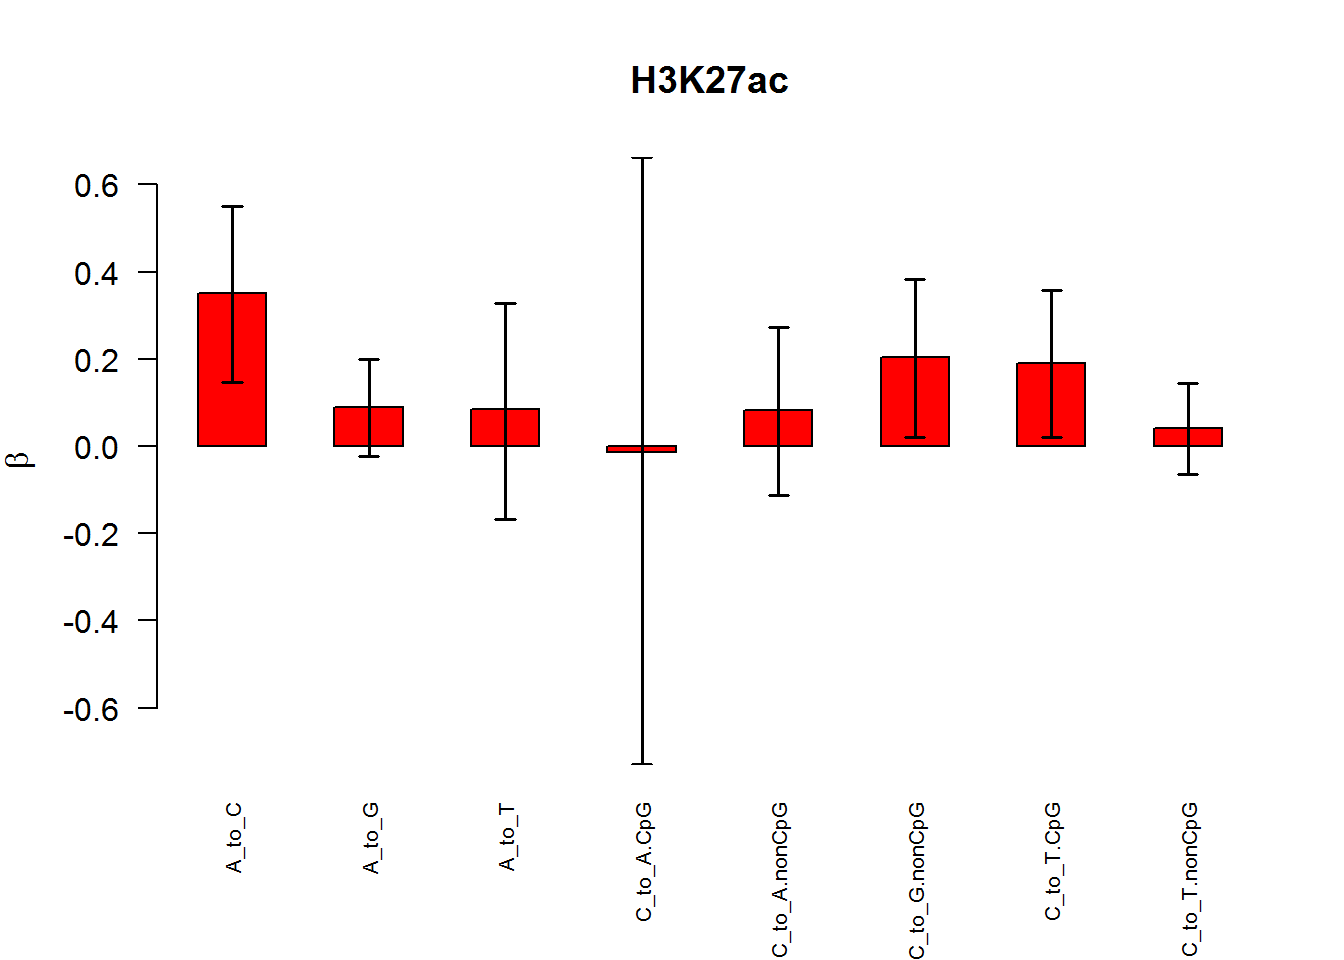 H3K27ac
β
0.6
0.4
0.2
0.0
-0.2
-0.4
-0.6
A_to_C
A_to_G
A_to_T
C_to_A.CpG
C_to_A.nonCpG
C_to_G.nonCpG
C_to_T.CpG
C_to_T.nonCpG